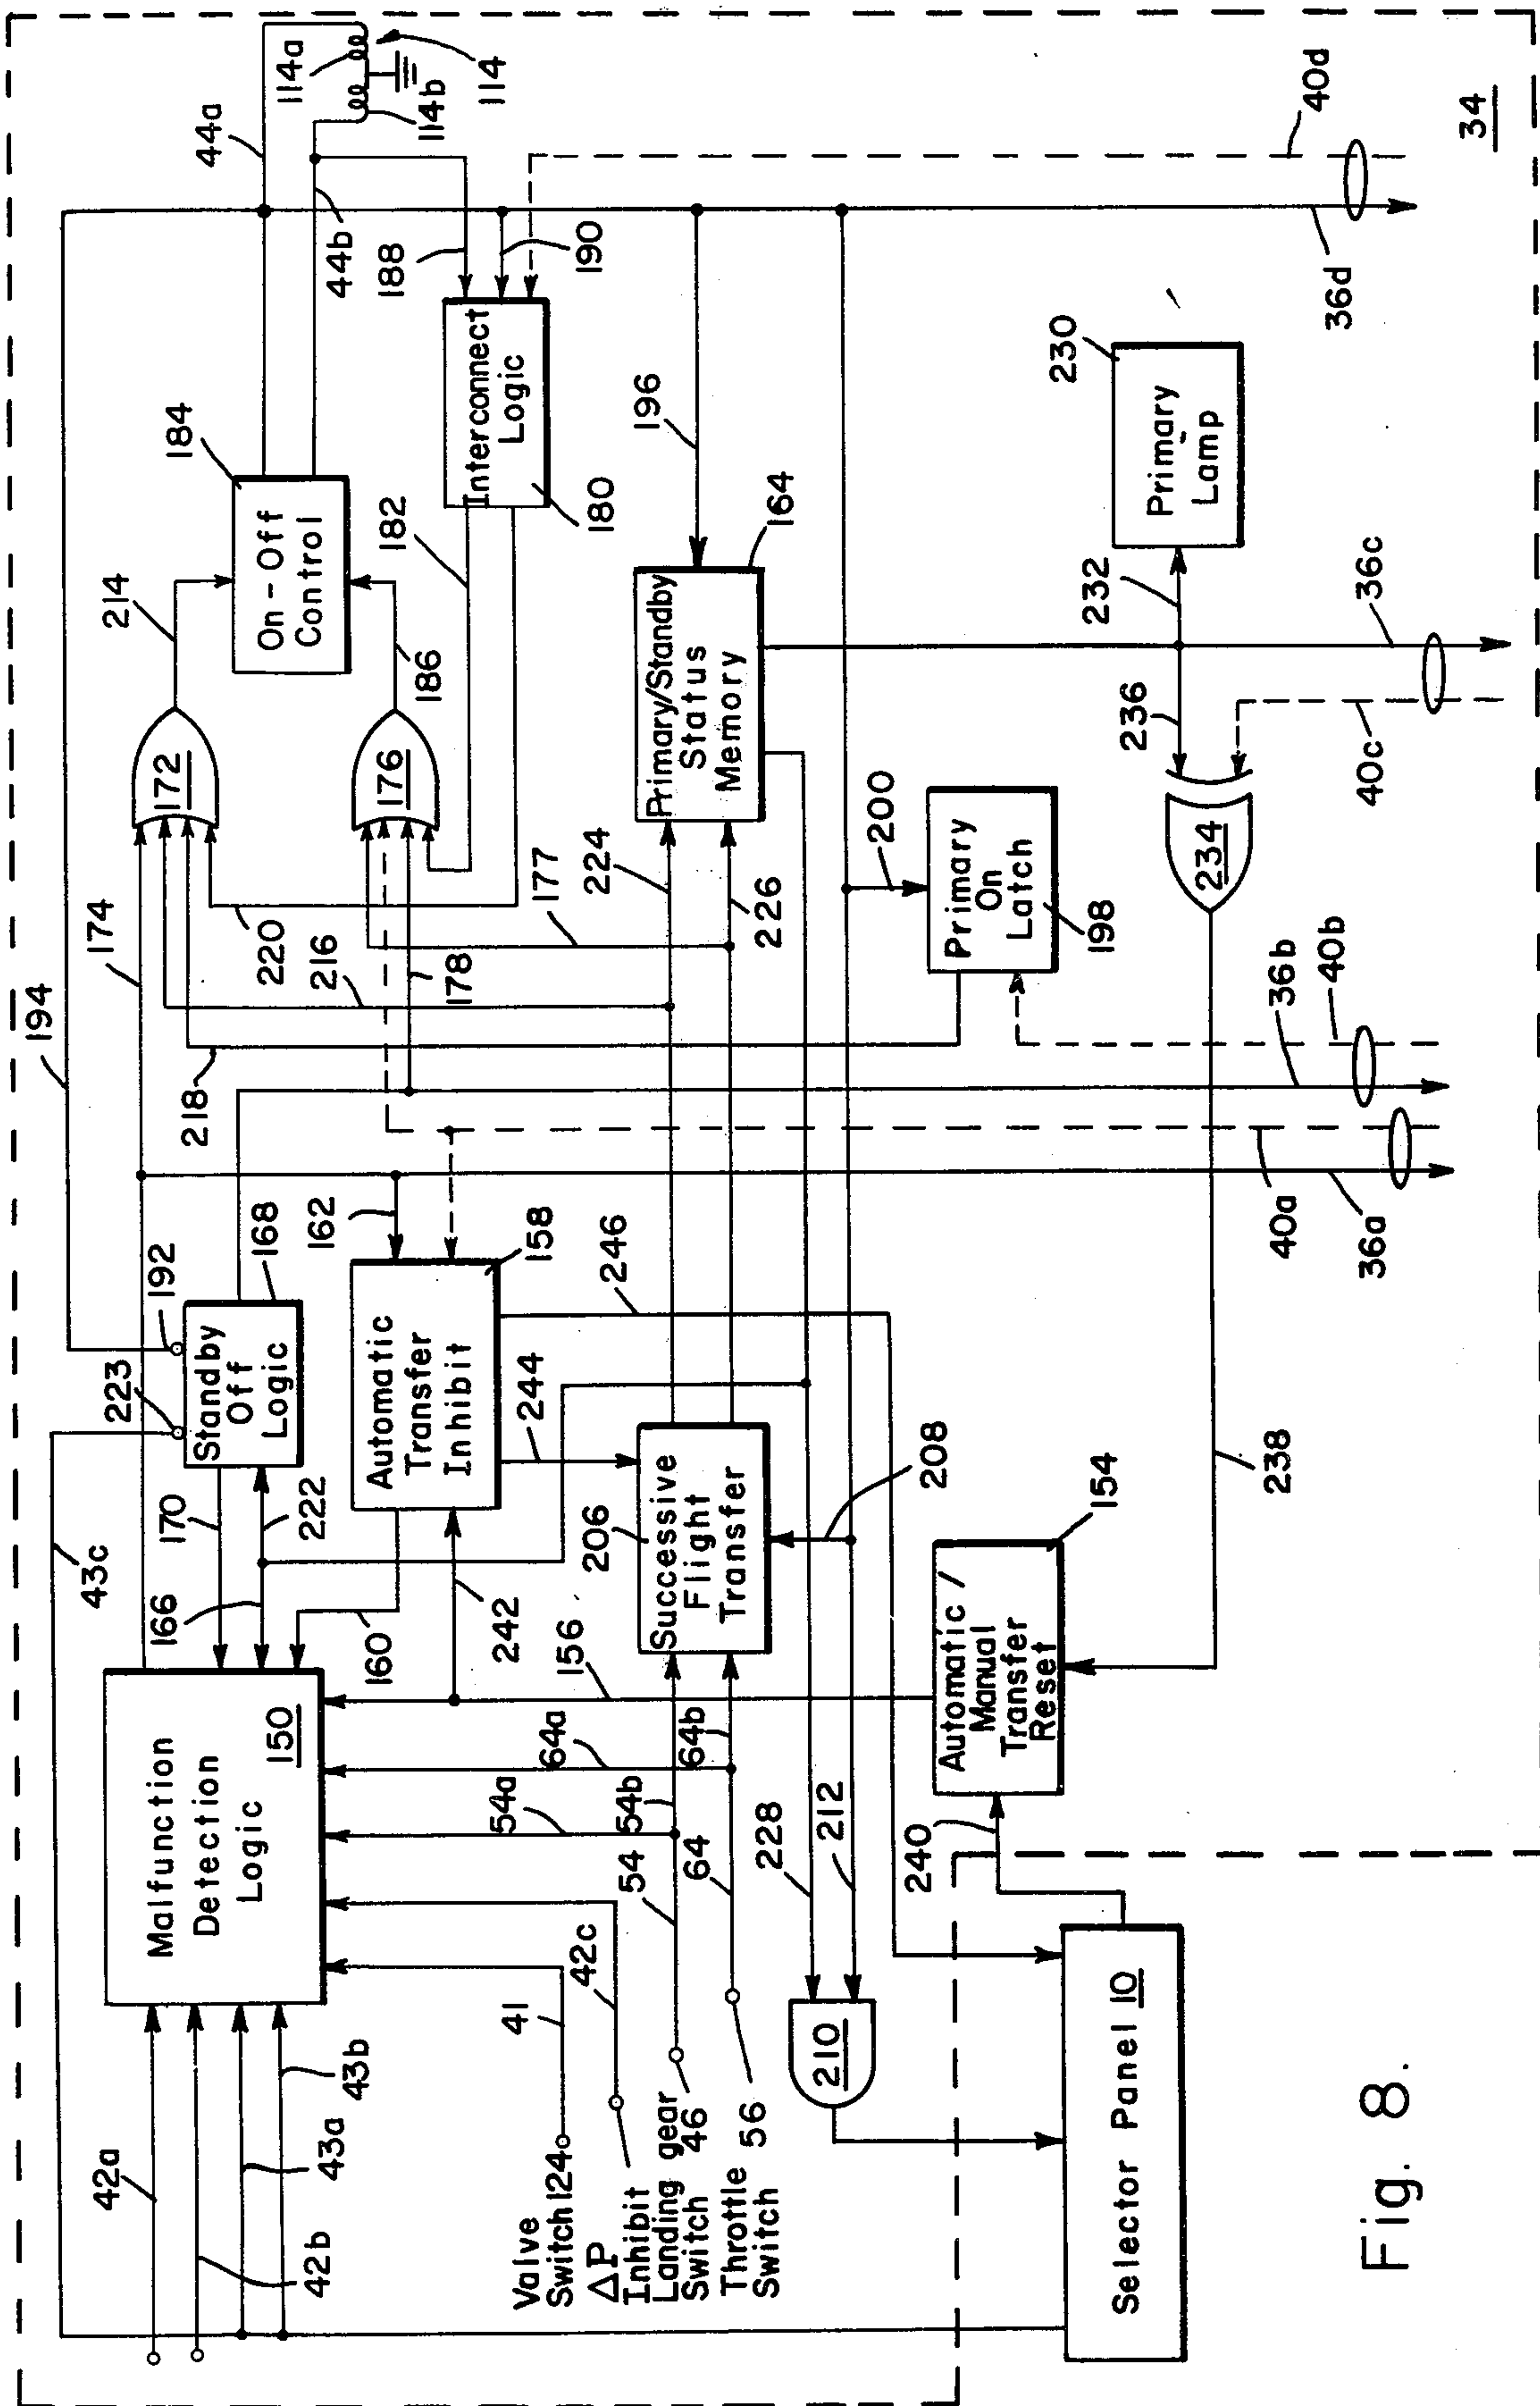 194
43c
223
192
174
214
184
44a
114a
114b
114
42a
42b
43a
43b
Malfunction
Detection
Logic
150
170
166
222
Standby
Off
Logic
168
172
On-Off
Control
44b
188
190
40d
160
242
Automatic
Transfer
Inhibit
158
162
218
216
220
178
177
176
186
182
Interconnect
Logic
180
Valve
Switch 124
41
ΔP
Inhibit
42c
Landing gear
Switch 46
54
54a
54b
Throttle
Switch 56
64
64a
64b
156
206
Successive
Flight
Transfer
244
246
208
224
226
Primary/Standby
Status
Memory
164
196
210
228
212
Primary
On
Latch
198
200
240
Automatic /
Manual
Transfer
Reset
154
238
234
236
232
230
Primary
Lamp
Selector Panel 10
40a
36a
36b
40b
40c
36c
36d
34
Fig. 8.